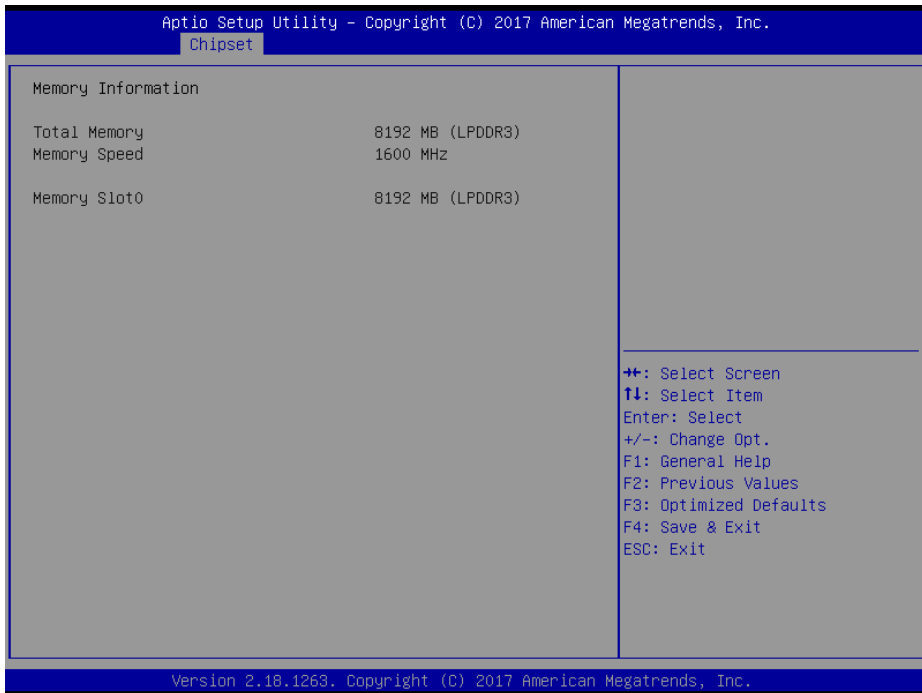 Aptio Setup Utility – Copyright (C) 2017 American Megatrends, Inc.
Chipset
Memory Information
Total Memory 8192 MB (LPDDR3)
Memory Speed 1600 MHz
Memory Slot0 8192 MB (LPDDR3)
→←: Select Screen
↑↓: Select Item
Enter: Select
+/-: Change Opt.
F1: General Help
F2: Previous Values
F3: Optimized Defaults
F4: Save & Exit
ESC: Exit
Version 2.18.1263. Copyright (C) 2017 American Megatrends, Inc.